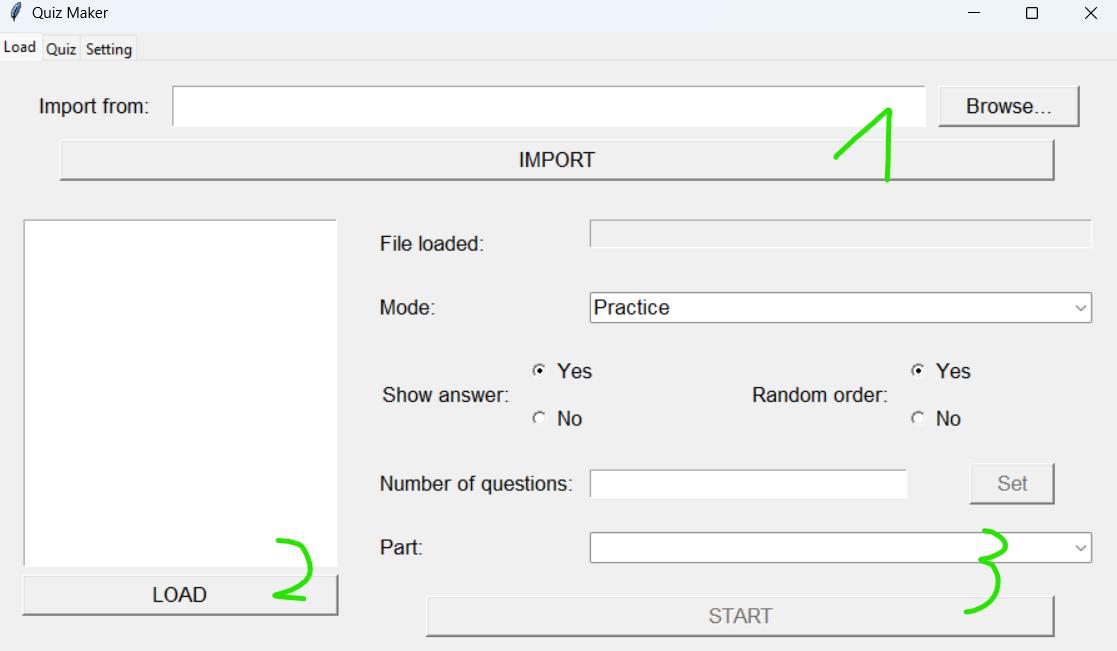 Quiz Maker
Load Quiz Setting
Import from: Browse...
1
IMPORT
File loaded:
Mode: Practice
Show answer: Yes No
Random order: Yes No
Number of questions: Set
Part:
2
LOAD
3
START